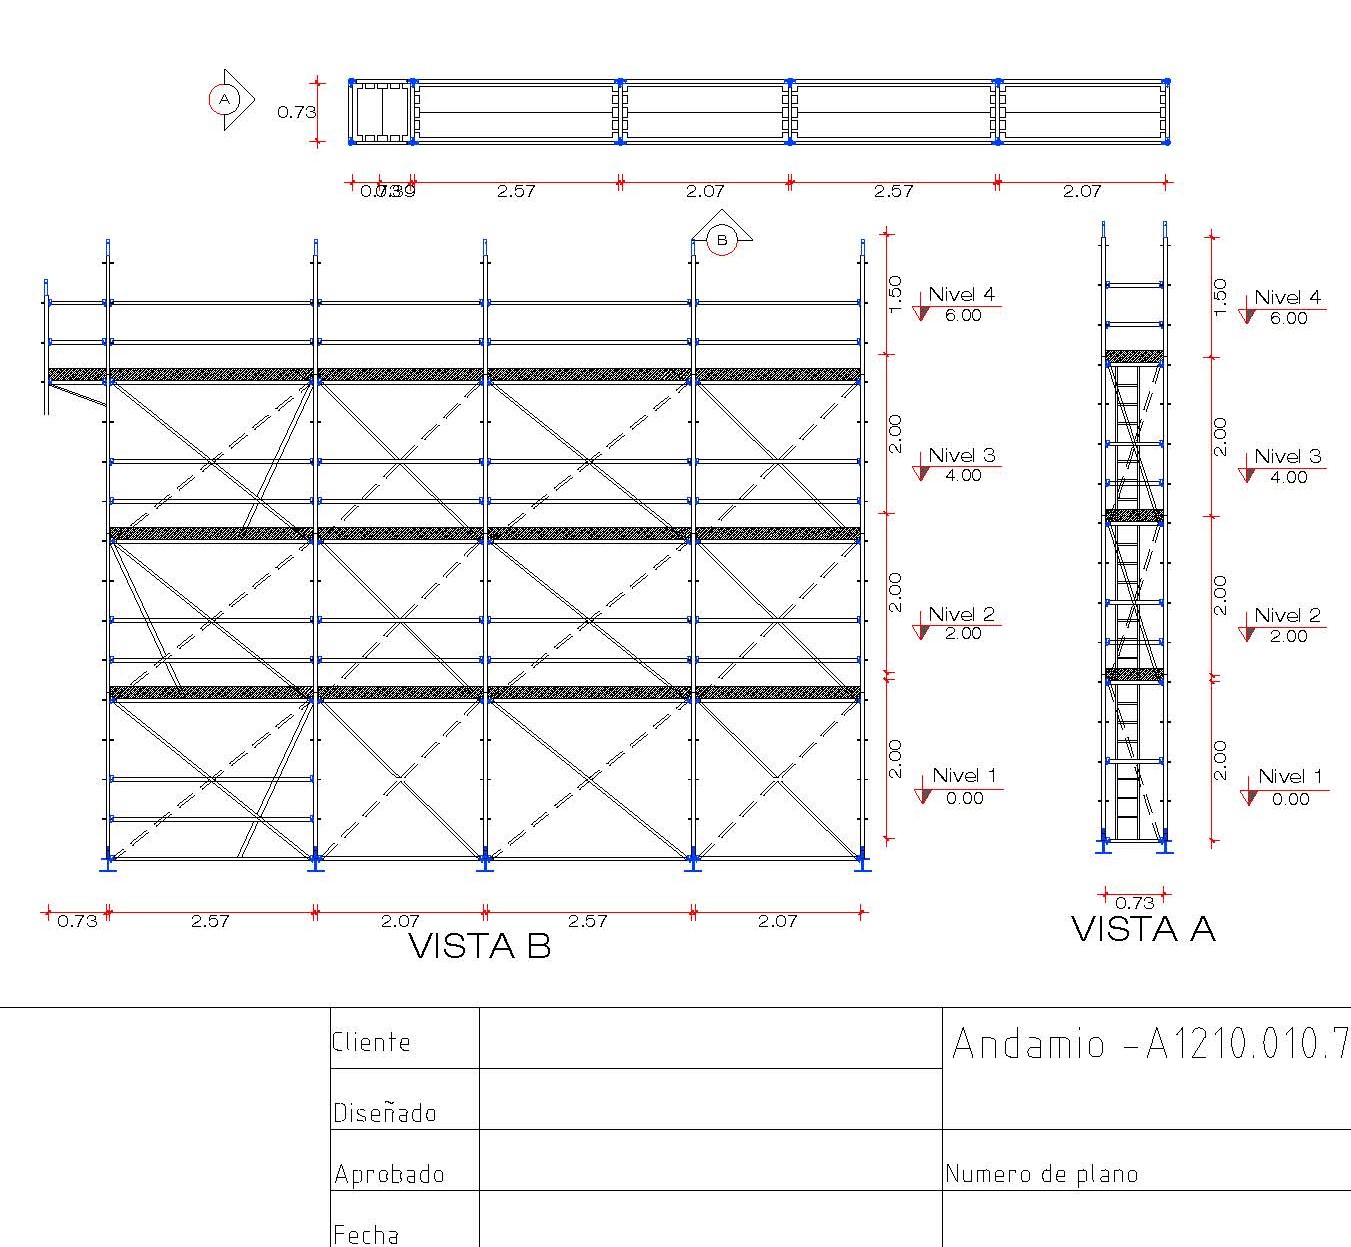 A
0.73
2.57
2.07
2.57
2.07
B
1.50
Nivel 4
6.00
2.00
Nivel 3
4.00
2.00
Nivel 2
2.00
2.00
Nivel 1
0.00
1.50
Nivel 4
6.00
2.00
Nivel 3
4.00
2.00
Nivel 2
2.00
2.00
Nivel 1
0.00
0.73
2.57
2.07
2.57
2.07
VISTA B
0.73
VISTA A
Cliente
Andamio -A1210.010.7
Diseñado
Aprobado
Numero de plano
Fecha